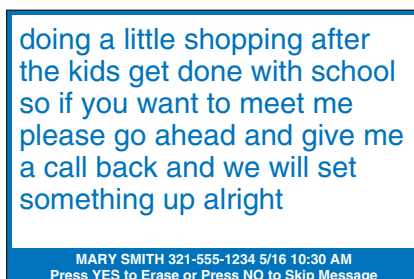 doing a little shopping after
the kids get done with school
so if you want to meet me
please go ahead and give me
a call back and we will set
something up alright
MARY SMITH 321-555-1234 5/16 10:30 AM
Press YES to Erase or Press NO to Skip Message